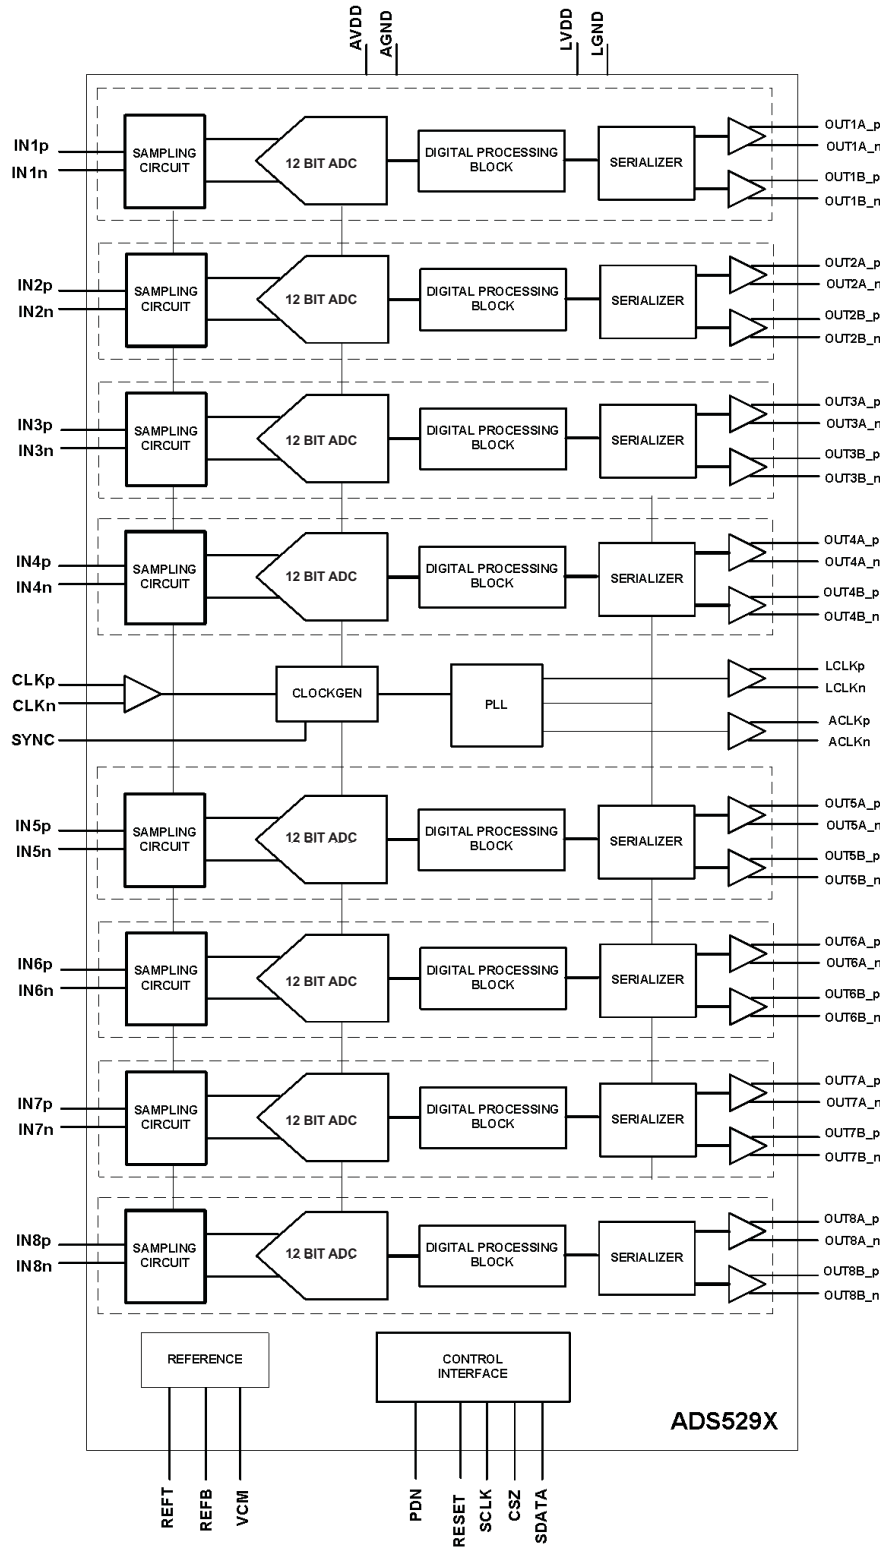 AVDD
AGND
LVDD
LGND
IN1p
IN1n
SAMPLING
CIRCUIT
12 BIT ADC
DIGITAL PROCESSING
BLOCK
SERIALIZER
OUT1A_p
OUT1A_n
OUT1B_p
OUT1B_n
IN2p
IN2n
SAMPLING
CIRCUIT
12 BIT ADC
DIGITAL PROCESSING
BLOCK
SERIALIZER
OUT2A_p
OUT2A_n
OUT2B_p
OUT2B_n
IN3p
IN3n
SAMPLING
CIRCUIT
12 BIT ADC
DIGITAL PROCESSING
BLOCK
SERIALIZER
OUT3A_p
OUT3A_n
OUT3B_p
OUT3B_n
IN4p
IN4n
SAMPLING
CIRCUIT
12 BIT ADC
DIGITAL PROCESSING
BLOCK
SERIALIZER
OUT4A_p
OUT4A_n
OUT4B_p
OUT4B_n
CLKp
CLKn
SYNC
CLOCKGEN
PLL
LCLKp
LCLKn
ACLKp
ACLKn
IN5p
IN5n
SAMPLING
CIRCUIT
12 BIT ADC
DIGITAL PROCESSING
BLOCK
SERIALIZER
OUT5A_p
OUT5A_n
OUT5B_p
OUT5B_n
IN6p
IN6n
SAMPLING
CIRCUIT
12 BIT ADC
DIGITAL PROCESSING
BLOCK
SERIALIZER
OUT6A_p
OUT6A_n
OUT6B_p
OUT6B_n
IN7p
IN7n
SAMPLING
CIRCUIT
12 BIT ADC
DIGITAL PROCESSING
BLOCK
SERIALIZER
OUT7A_p
OUT7A_n
OUT7B_p
OUT7B_n
IN8p
IN8n
SAMPLING
CIRCUIT
12 BIT ADC
DIGITAL PROCESSING
BLOCK
SERIALIZER
OUT8A_p
OUT8A_n
OUT8B_p
OUT8B_n
REFERENCE
CONTROL
INTERFACE
ADS529X
REFT
REFB
VCM
PDN
RESET
SCLK
CSZ
SDATA